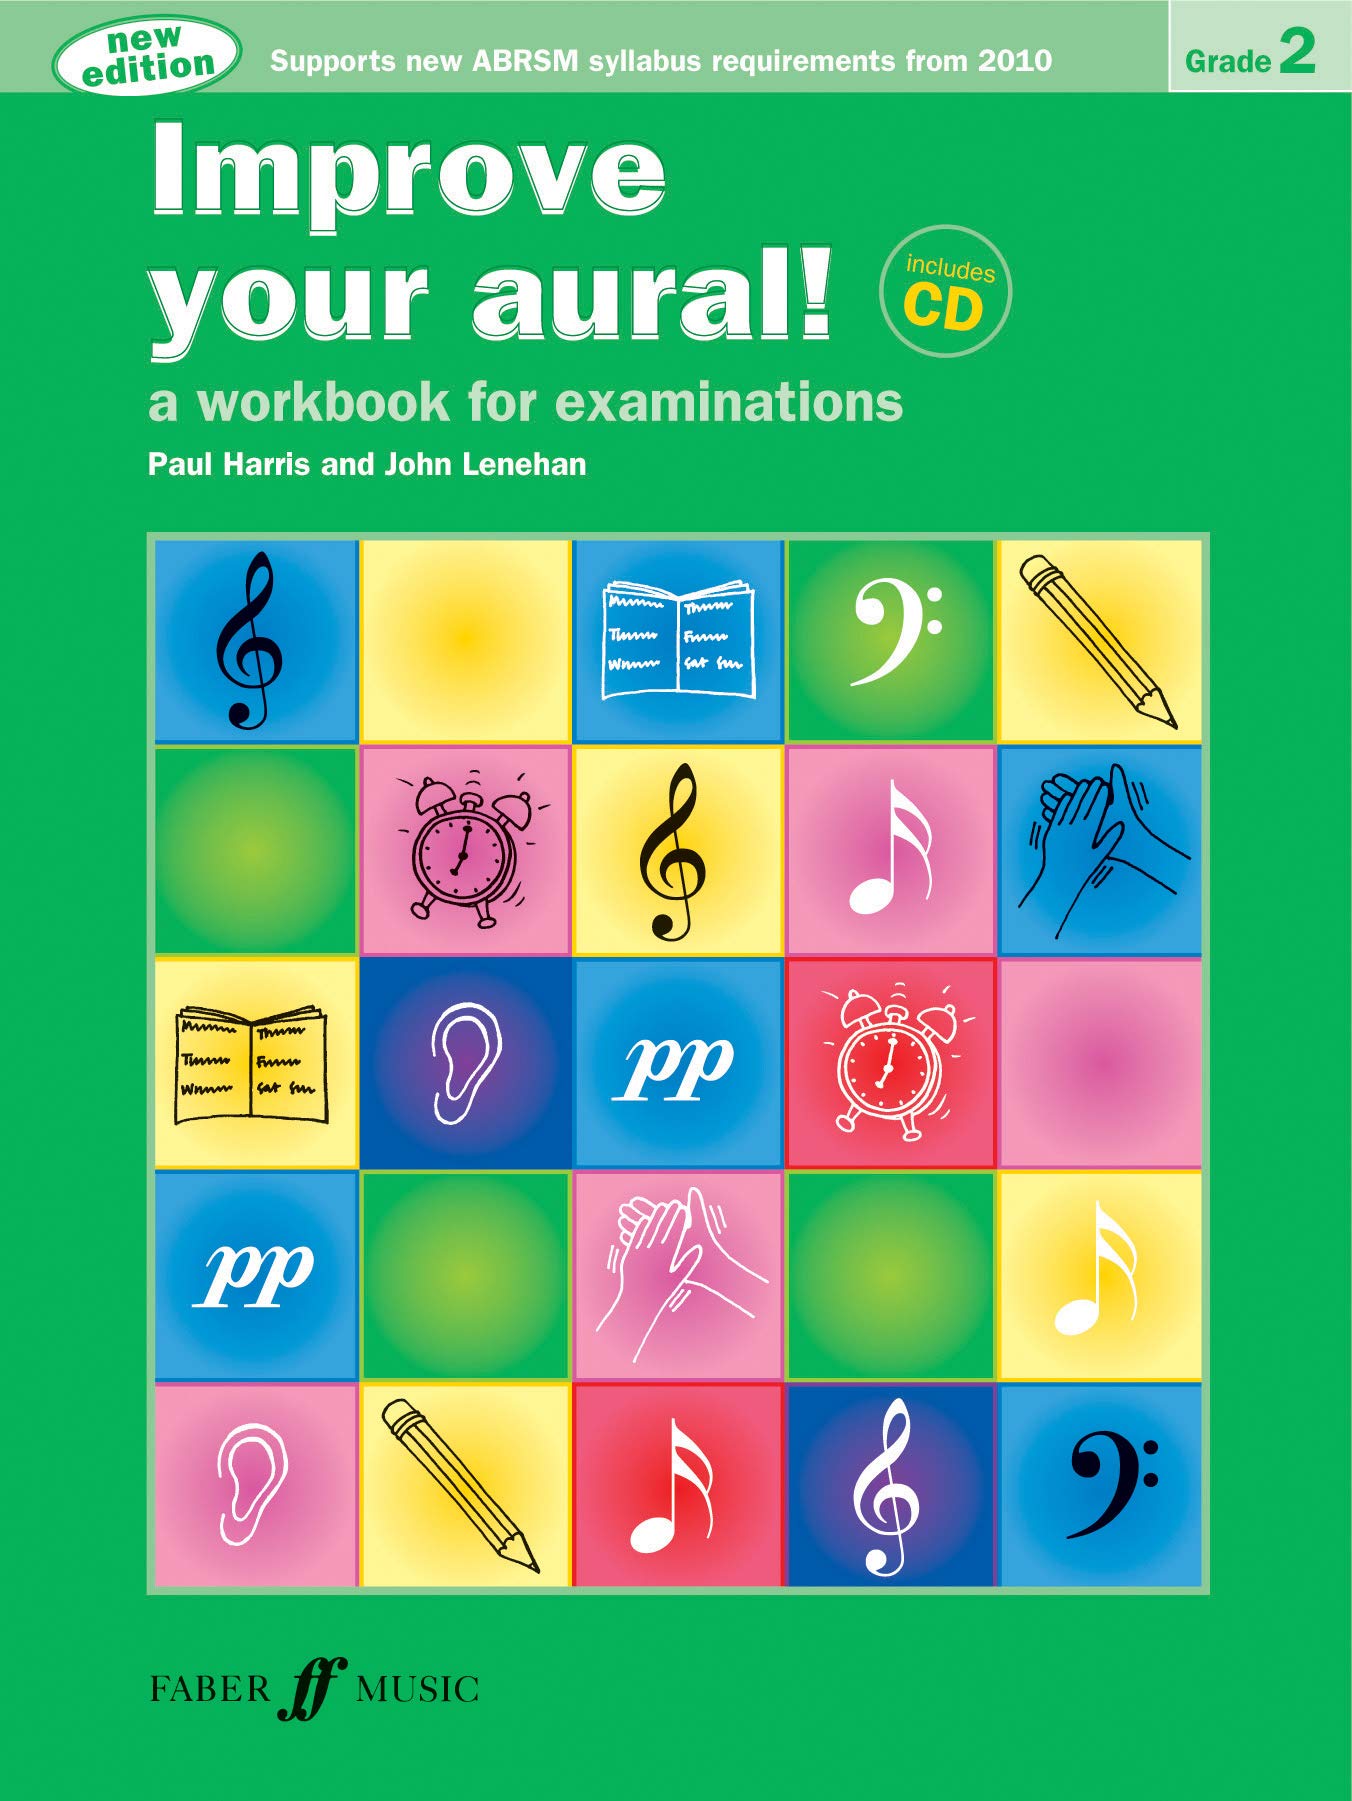 new
edition
Supports new ABRSM syllabus requirements from 2010
Grade 2
Improve
your aural!
includes
CD
a workbook for examinations
Paul Harris and John Lenehan
pp
pp
FABER ff MUSIC